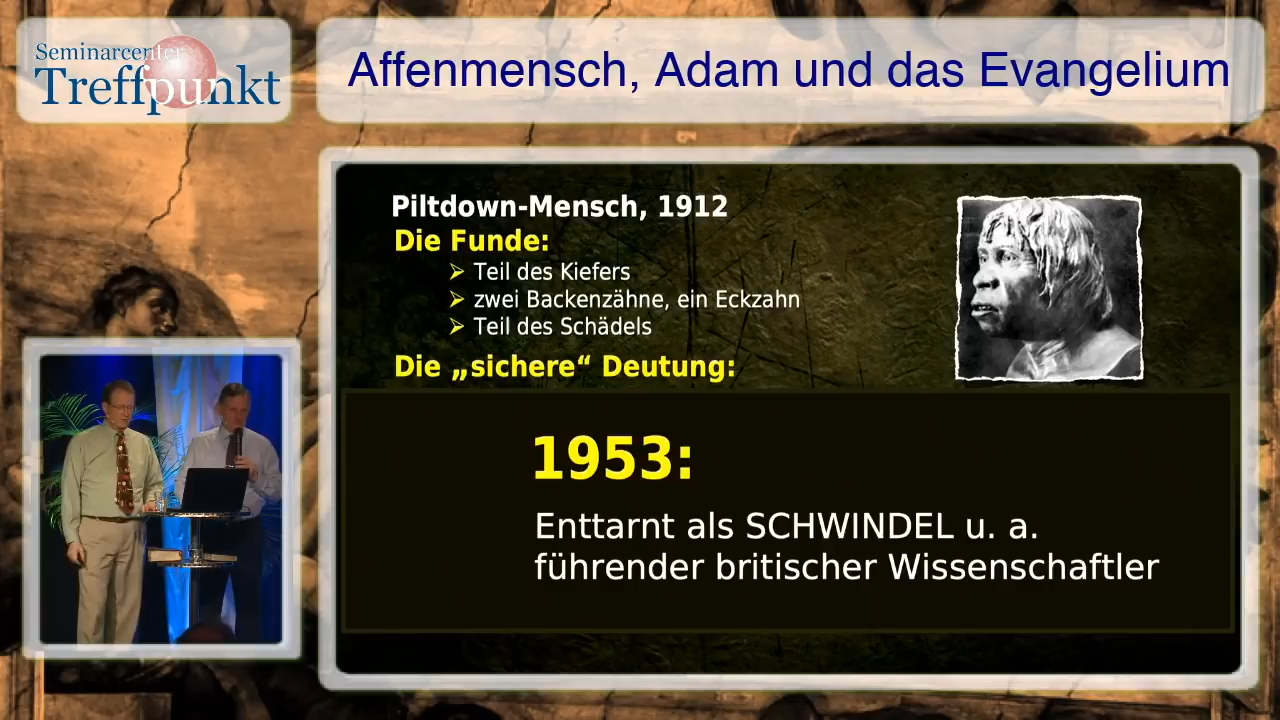 Seminarcenter
Treffpunkt
Affenmensch, Adam und das Evangelium
Piltdown-Mensch, 1912
Die Funde:
➢ Teil des Kiefers
➢ zwei Backenzähne, ein Eckzahn
➢ Teil des Schädels
Die „sichere“ Deutung:
1953:
Enttarnt als SCHWINDEL u. a.
führender britischer Wissenschaftler